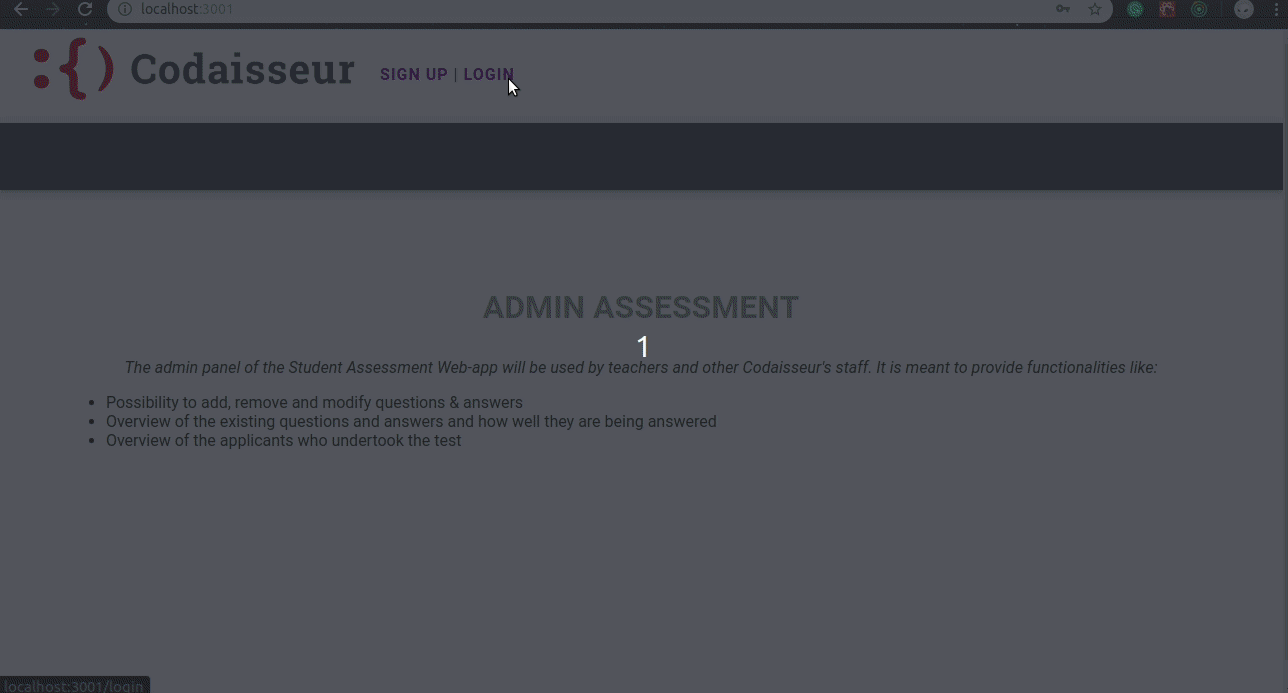 localhost:3001
Codaisseur
SIGN UP | LOGIN
ADMIN ASSESSMENT
1
The admin panel of the Student Assessment Web-app will be used by teachers and other Codaisseur's staff. It is meant to provide functionalities like:
Possibility to add, remove and modify questions & answers
Overview of the existing questions and answers and how well they are being answered
Overview of the applicants who undertook the test
localhost:3001/login